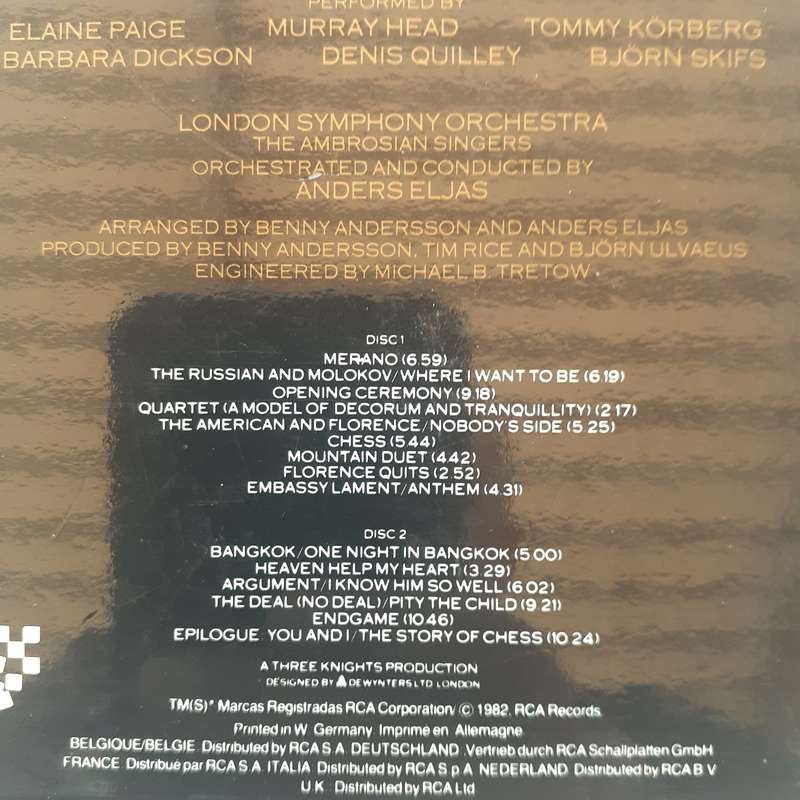 PERFORMED BY
ELAINE PAIGE MURRAY HEAD TOMMY KÖRBERG
BARBARA DICKSON DENIS QUILLEY BJÖRN SKIFS
LONDON SYMPHONY ORCHESTRA
THE AMBROSIAN SINGERS
ORCHESTRATED AND CONDUCTED BY
ANDERS ELJAS
ARRANGED BY BENNY ANDERSSON AND ANDERS ELJAS
PRODUCED BY BENNY ANDERSSON, TIM RICE AND BJÖRN ULVAEUS
ENGINEERED BY MICHAEL B. TRETOW
DISC 1
MERANO (6.59)
THE RUSSIAN AND MOLOKOV/WHERE I WANT TO BE (6.19)
OPENING CEREMONY (9.18)
QUARTET (A MODEL OF DECORUM AND TRANQUILLITY) (2.17)
THE AMERICAN AND FLORENCE/NOBODY'S SIDE (5.25)
CHESS (5.44)
MOUNTAIN DUET (4.42)
FLORENCE QUITS (2.52)
EMBASSY LAMENT/ANTHEM (4.31)
DISC 2
BANGKOK/ONE NIGHT IN BANGKOK (5.00)
HEAVEN HELP MY HEART (3.29)
ARGUMENT/I KNOW HIM SO WELL (6.02)
THE DEAL (NO DEAL)/PITY THE CHILD (9.21)
ENDGAME (10.46)
EPILOGUE: YOU AND I/THE STORY OF CHESS (10.24)
A THREE KNIGHTS PRODUCTION
DESIGNED BY DEWYNTERS LTD LONDON
TM(S)® Marcas Registradas RCA Corporation © 1982, RCA Records
Printed in W. Germany Imprimé en Allemagne
BELGIQUE/BELGIE. Distributed by RCA S.A. DEUTSCHLAND. Vertrieb durch RCA Schallplatten GmbH
FRANCE. Distribué par RCA S.A. ITALIA. Distributed by RCA S.p.A. NEDERLAND. Distributed by RCA B.V.
U.K. Distributed by RCA Ltd